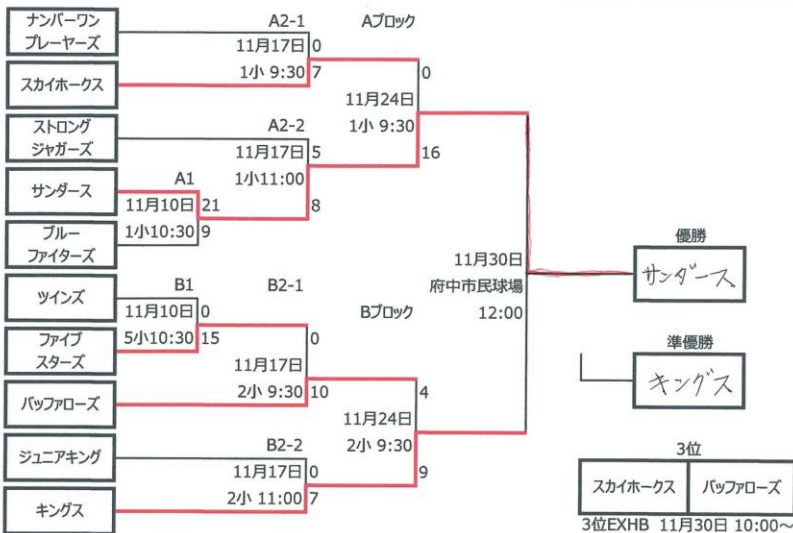 ナンバーワン
プレーヤーズ
A2-1
Aブロック
11月17日 0
1小 9:30 7
スカイホークス
0
11月24日
1小 9:30
16
ストロング
ジャガーズ
A2-2
11月17日 5
1小11:00
8
サンダース
A1
11月10日 21
1小10:30 9
ブルー
ファイターズ
11月30日
府中市民球場
12:00
優勝
サンダース
ツインズ
B1
B2-1
Bブロック
11月10日 0
5小10:30 15
ファイブ
スターズ
0
11月17日
2小 9:30 10
バッファローズ
4
11月24日
2小 9:30
9
準優勝
キングス
ジュニアキング
B2-2
11月17日 0
2小 11:00 7
キングス
3位
スカイホークス バッファローズ
3位EXHB 11月30日 10:00~